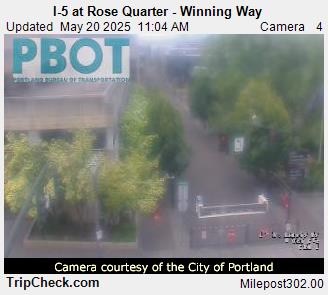 I-5 at Rose Quarter - Winning Way
Updated May 20 2025 11:04 AM Camera 4
PBOT
PORTLAND BUREAU OF TRANSPORTATION
Camera courtesy of the City of Portland
TripCheck.com Milepost302.00